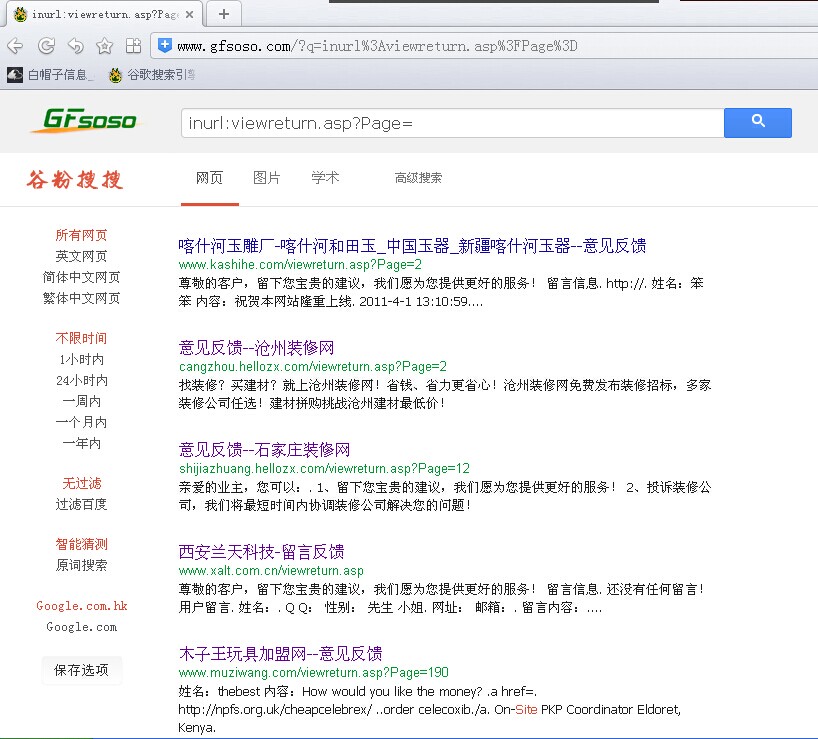 inurl:viewreturn.asp?Pag
www.gfsoso.com/?q=inurl%3Aviewreturn.asp%3FPage%3D
白帽子信息_ 谷歌搜索引擎
GFsoso
inurl:viewreturn.asp?Page=
谷粉搜搜
网页 图片 学术 高级搜索
所有网页
英文网页
简体中文网页
繁体中文网页
不限时间
1小时内
24小时内
一周内
一个月内
一年内
无过滤
过滤百度
智能猜测
原词搜索
Google.com.hk
Google.com
保存选项
喀什河玉雕厂-喀什河和田玉_中国玉器_新疆喀什河玉器--意见反馈
www.kashihe.com/viewreturn.asp?Page=2
尊敬的客户，留下您宝贵的建议，我们愿为您提供更好的服务！ 留言信息. http://. 姓名：笨
笨 内容：祝贺本网站隆重上线. 2011-4-1 13:10:59....
意见反馈--沧州装修网
cangzhou.hellozx.com/viewreturn.asp?Page=2
找装修？买建材？就上沧州装修网！省钱、省力更省心！沧州装修网免费发布装修招标，多家
装修公司任选！建材拼购挑战沧州建材最低价！
意见反馈--石家庄装修网
shijiazhuang.hellozx.com/viewreturn.asp?Page=12
亲爱的业主，您可以：. 1、留下您宝贵的建议，我们愿为您提供更好的服务！ 2、投诉装修公
司，我们将最短时间内协调装修公司解决您的问题！
西安兰天科技-留言反馈
www.xalt.com.cn/viewreturn.asp
尊敬的客户，留下您宝贵的建议，我们愿为您提供更好的服务！ 留言信息. 还没有任何留言！
用户留言. 姓名：. Q Q： 性别： 先生 小姐. 网址： 邮箱：. 留言内容：....
木子王玩具加盟网--意见反馈
www.muziwang.com/viewreturn.asp?Page=190
姓名：thebest 内容：How would you like the money? .a href=.
http://npfs.org.uk/cheapcelebrex/ ..order celecoxib./a. On-Site PKP Coordinator Eldoret,
Kenya.